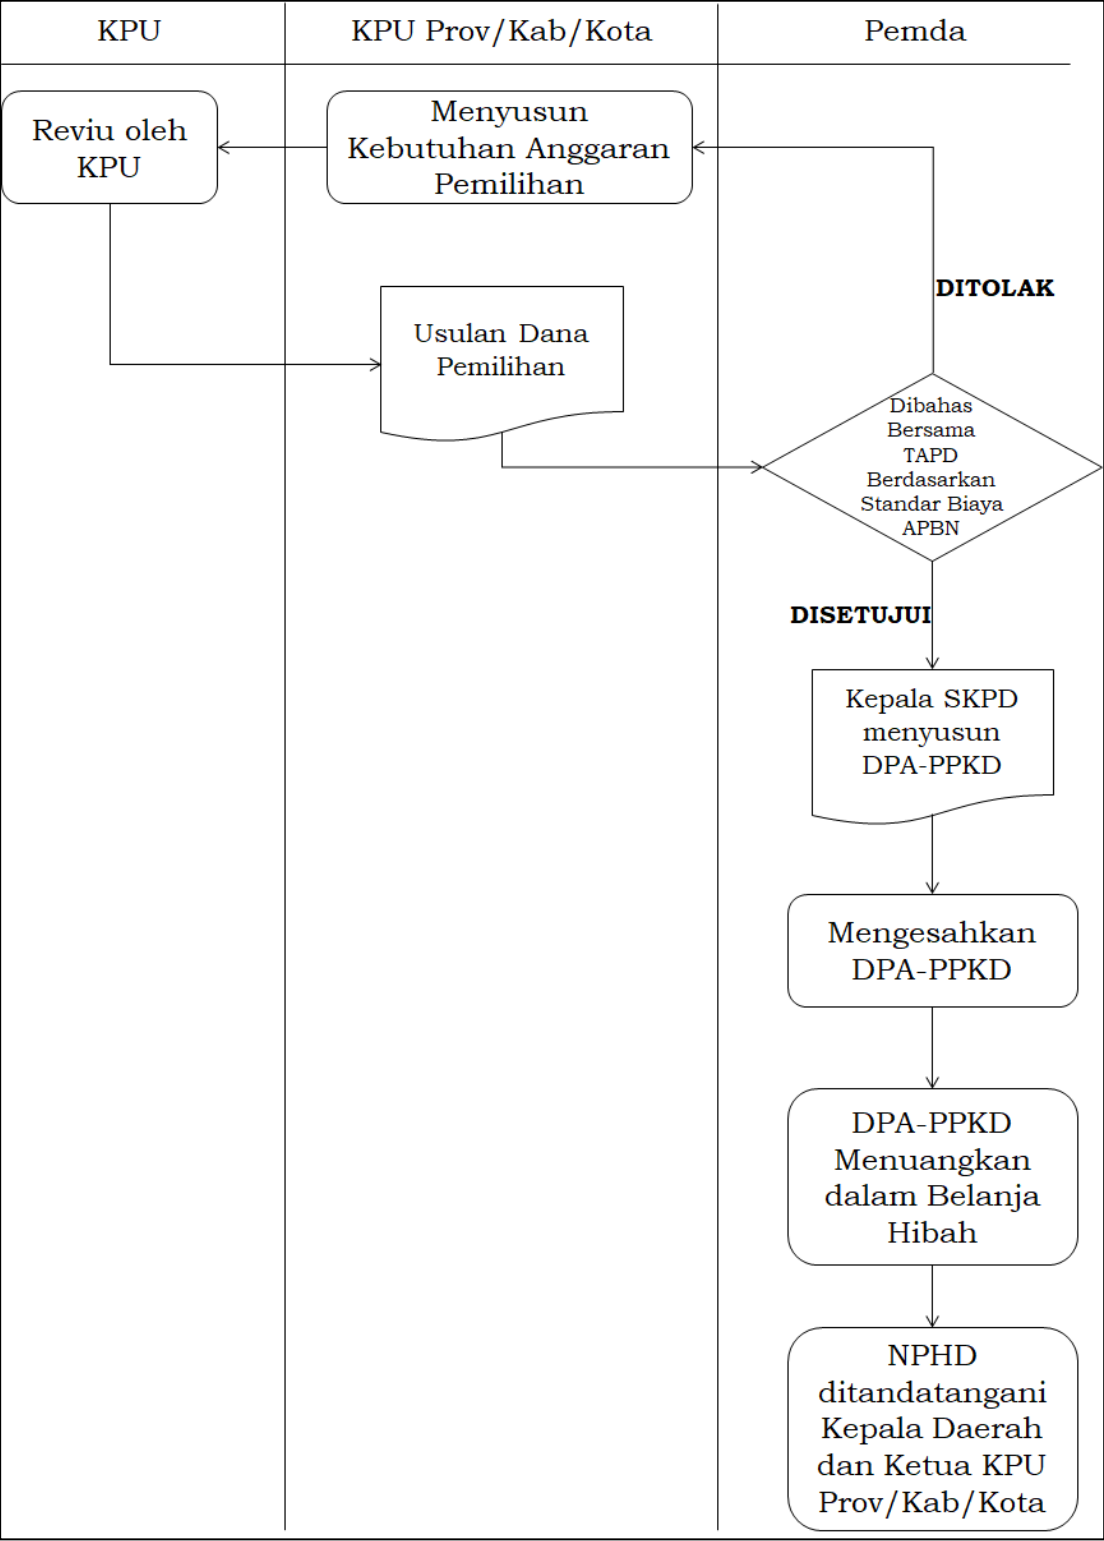 KPU
KPU Prov/Kab/Kota
Pemda
Reviu oleh
KPU
Menyusun
Kebutuhan Anggaran
Pemilihan
DITOLAK
Usulan Dana
Pemilihan
Dibahas
Bersama
TAPD
Berdasarkan
Standar Biaya
APBN
DISETUJUI
Kepala SKPD
menyusun
DPA-PPKD
Mengesahkan
DPA-PPKD
DPA-PPKD
Menuangkan
dalam Belanja
Hibah
NPHD
ditandatangani
Kepala Daerah
dan Ketua KPU
Prov/Kab/Kota